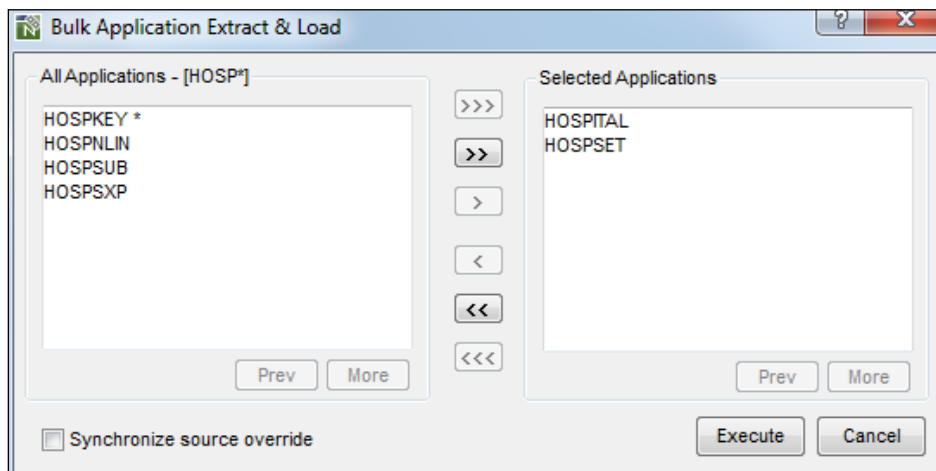 Bulk Application Extract & Load
? X
All Applications - [HOSP*]
HOSPKEY *
HOSPNLIN
HOSPSUB
HOSPSXP
Prev More
>>>
>>
>
<
<<
<<<
Selected Applications
HOSPITAL
HOSPSET
Prev More
Synchronize source override
Execute Cancel